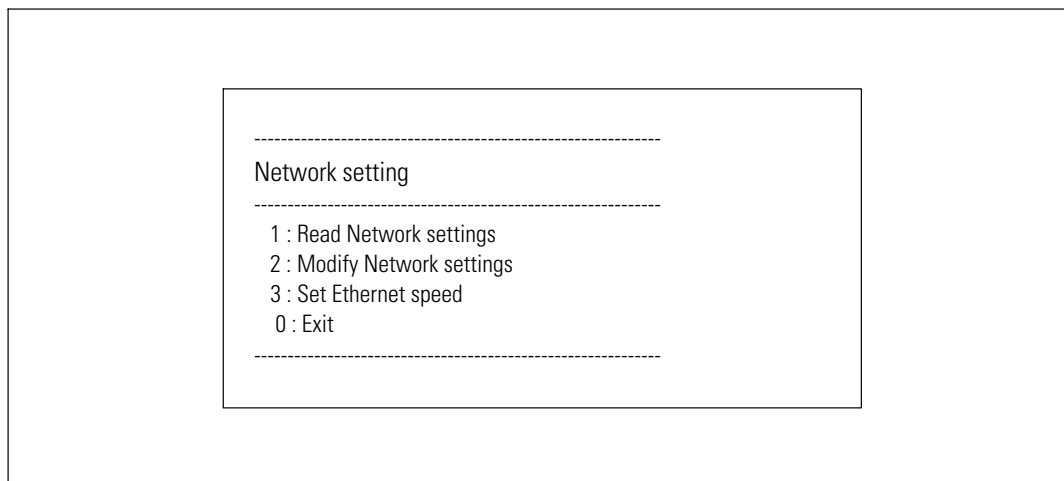 -------------------------------------------------------------
Network setting
-------------------------------------------------------------
1 : Read Network settings
2 : Modify Network settings
3 : Set Ethernet speed
0 : Exit
-------------------------------------------------------------